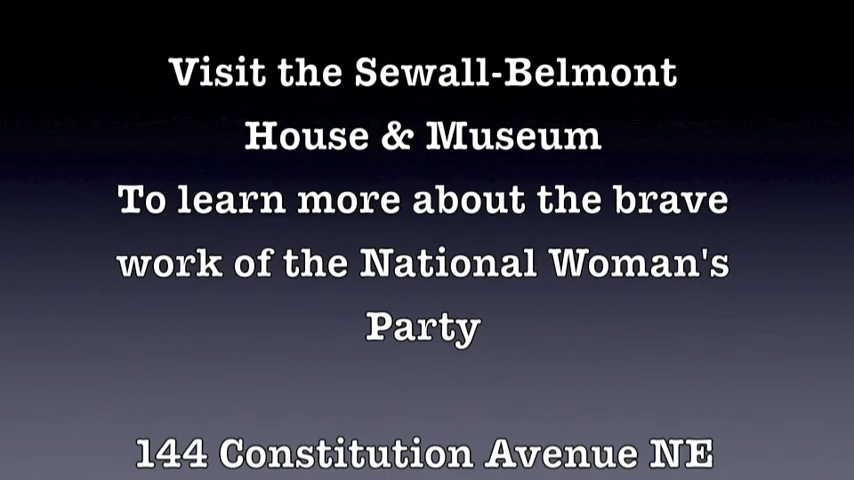 Visit the Sewall-Belmont
House & Museum
To learn more about the brave
work of the National Woman's
Party
144 Constitution Avenue NE